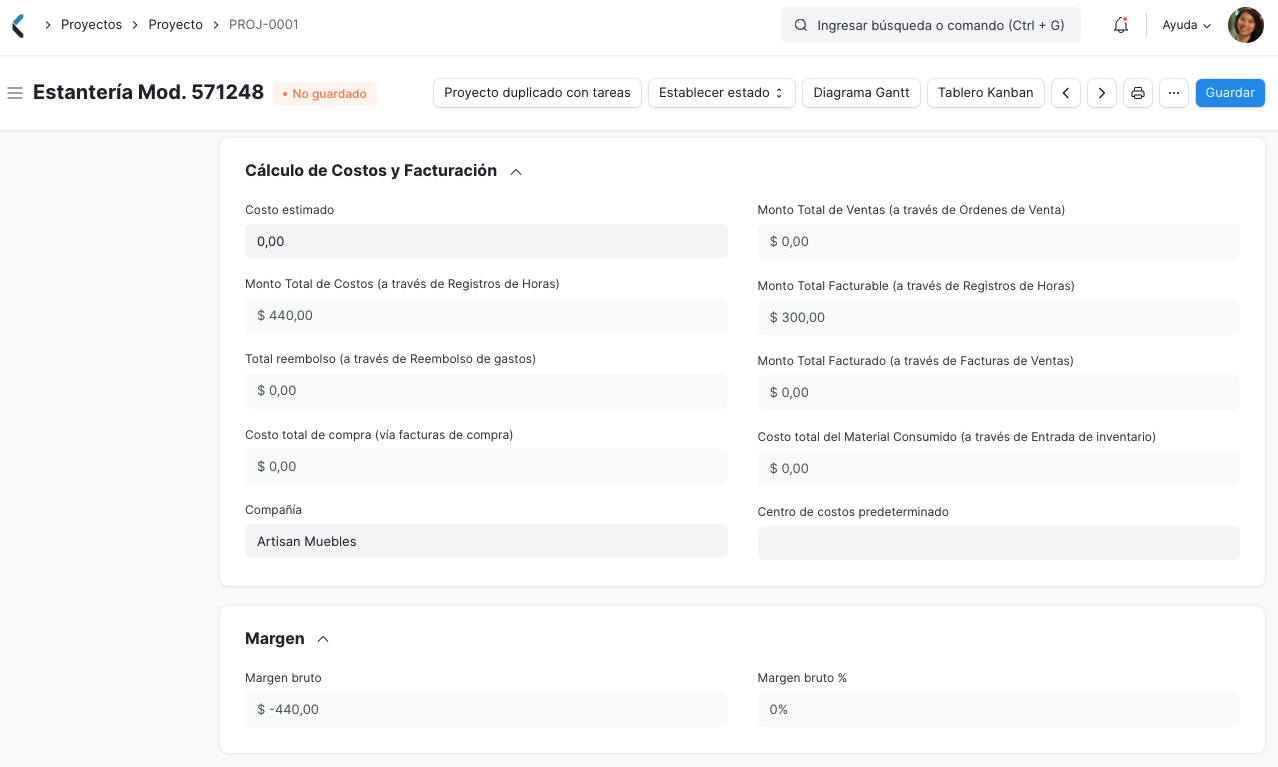 Proyectos Proyecto PROJ-0001
Ingresar búsqueda o comando (Ctrl + G)
Ayuda
Estantería Mod. 571248
• No guardado
Proyecto duplicado con tareas
Establecer estado
Diagrama Gantt
Tablero Kanban
...
Guardar
Cálculo de Costos y Facturación
Costo estimado
0,00
Monto Total de Ventas (a través de Ordenes de Venta)
$ 0,00
Monto Total de Costos (a través de Registros de Horas)
$ 440,00
Monto Total Facturable (a través de Registros de Horas)
$ 300,00
Total reembolso (a través de Reembolso de gastos)
$ 0,00
Monto Total Facturado (a través de Facturas de Ventas)
$ 0,00
Costo total de compra (vía facturas de compra)
$ 0,00
Costo total del Material Consumido (a través de Entrada de inventario)
$ 0,00
Compañía
Artisan Muebles
Centro de costos predeterminado
Margen
Margen bruto
$ -440,00
Margen bruto %
0%